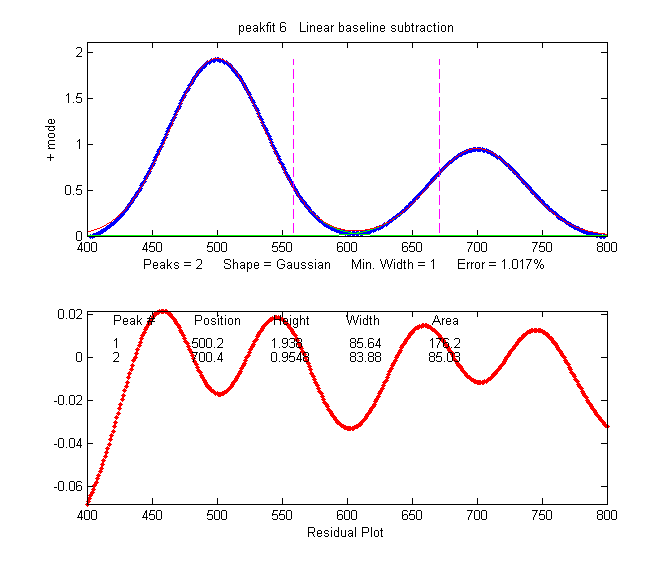 peakfit 6 Linear baseline subtraction
2
1.5
1
0.5
0
+ mode
400 450 500 550 600 650 700 750 800
Peaks = 2 Shape = Gaussian Min. Width = 1 Error = 1.017%
0.02
0
-0.02
-0.04
-0.06
Peak # Position Height Width Area
1 500.2 1.938 85.64 176.2
2 700.4 0.9548 83.88 85.03
400 450 500 550 600 650 700 750 800
Residual Plot